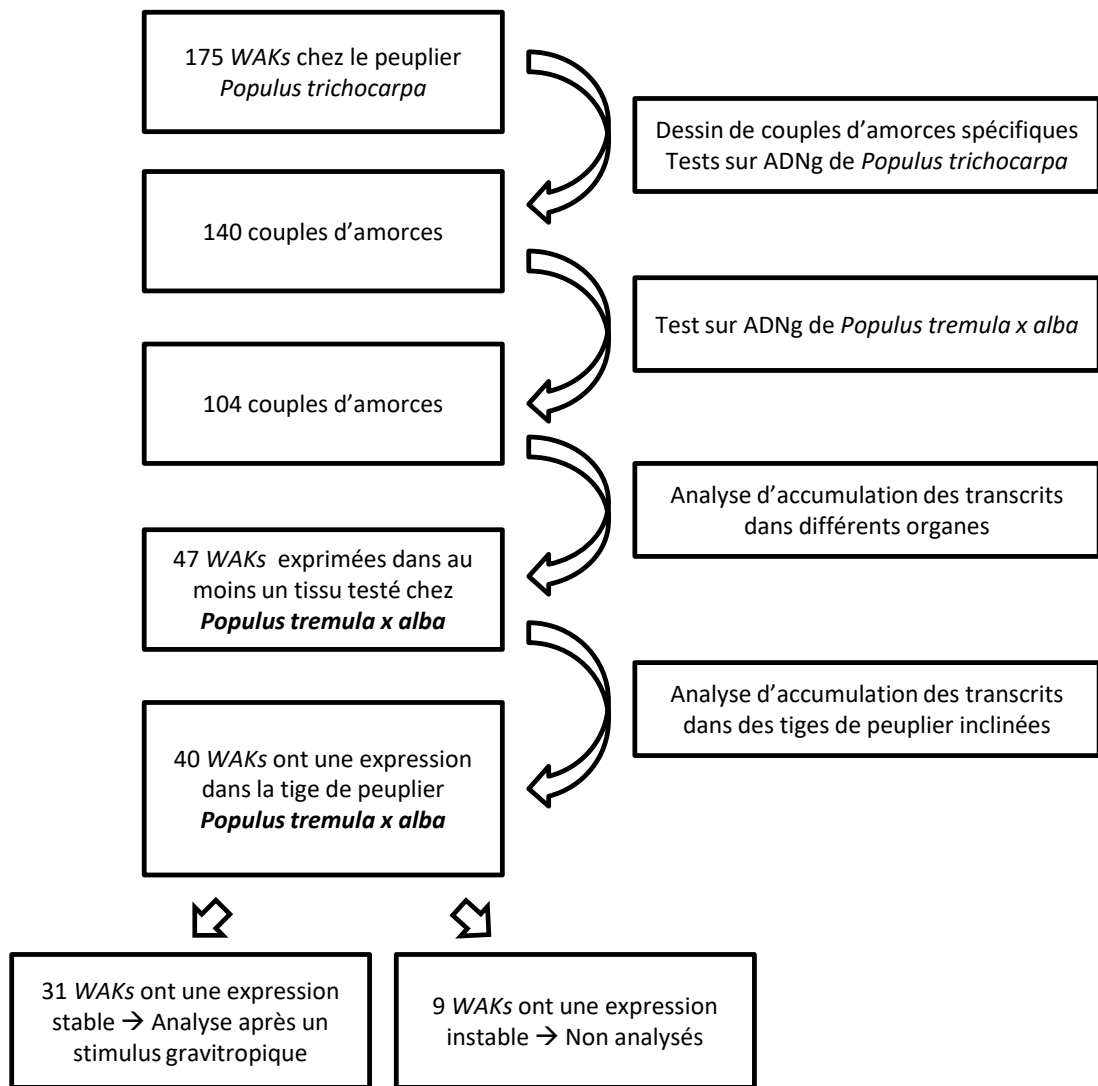 175 WAKs chez le peuplier
Populus trichocarpa
Dessin de couples d’amorces spécifiques
Tests sur ADNg de Populus trichocarpa
140 couples d’amorces
Test sur ADNg de Populus tremula x alba
104 couples d’amorces
Analyse d’accumulation des transcrits
dans différents organes
47 WAKs exprimées dans au
moins un tissu testé chez
Populus tremula x alba
Analyse d’accumulation des transcrits
dans des tiges de peuplier inclinées
40 WAKs ont une expression
dans la tige de peuplier
Populus tremula x alba
31 WAKs ont une expression
stable → Analyse après un
stimulus gravitropique
9 WAKs ont une expression
instable → Non analysés